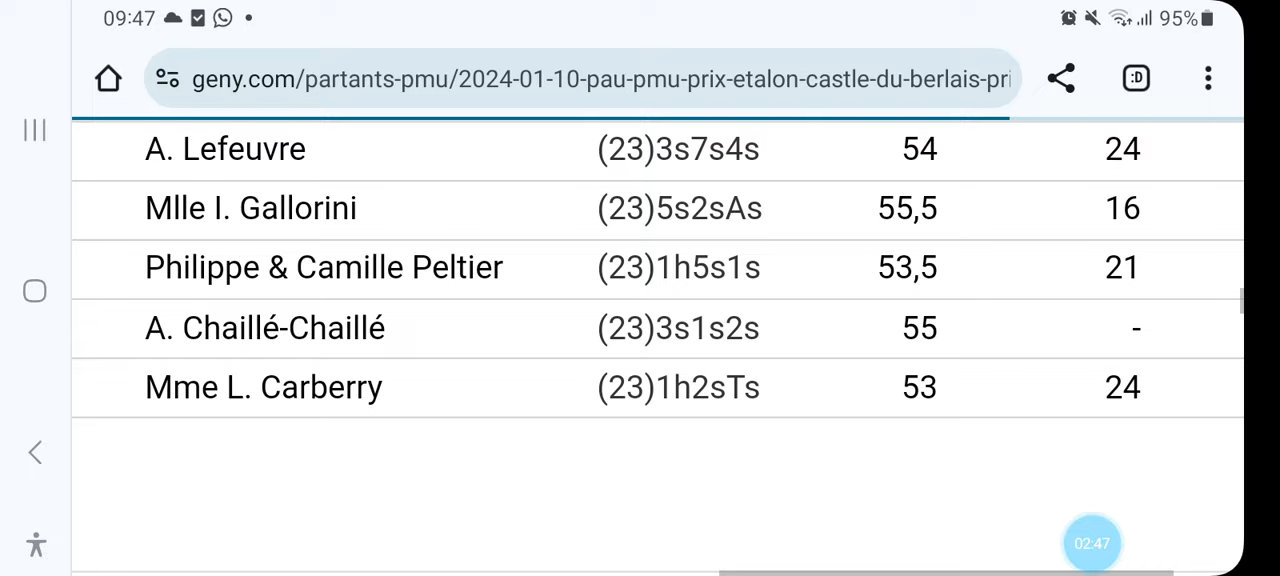 09:47 95%
geny.com/partants-pmu/2024-01-10-pau-pmu-prix-etalon-castle-du-berlais-pri
:D
A. Lefeuvre (23)3s7s4s 54 24
Mlle I. Gallorini (23)5s2sAs 55,5 16
Philippe & Camille Peltier (23)1h5s1s 53,5 21
A. Chaillé-Chaillé (23)3s1s2s 55 -
Mme L. Carberry (23)1h2sTs 53 24
02:47